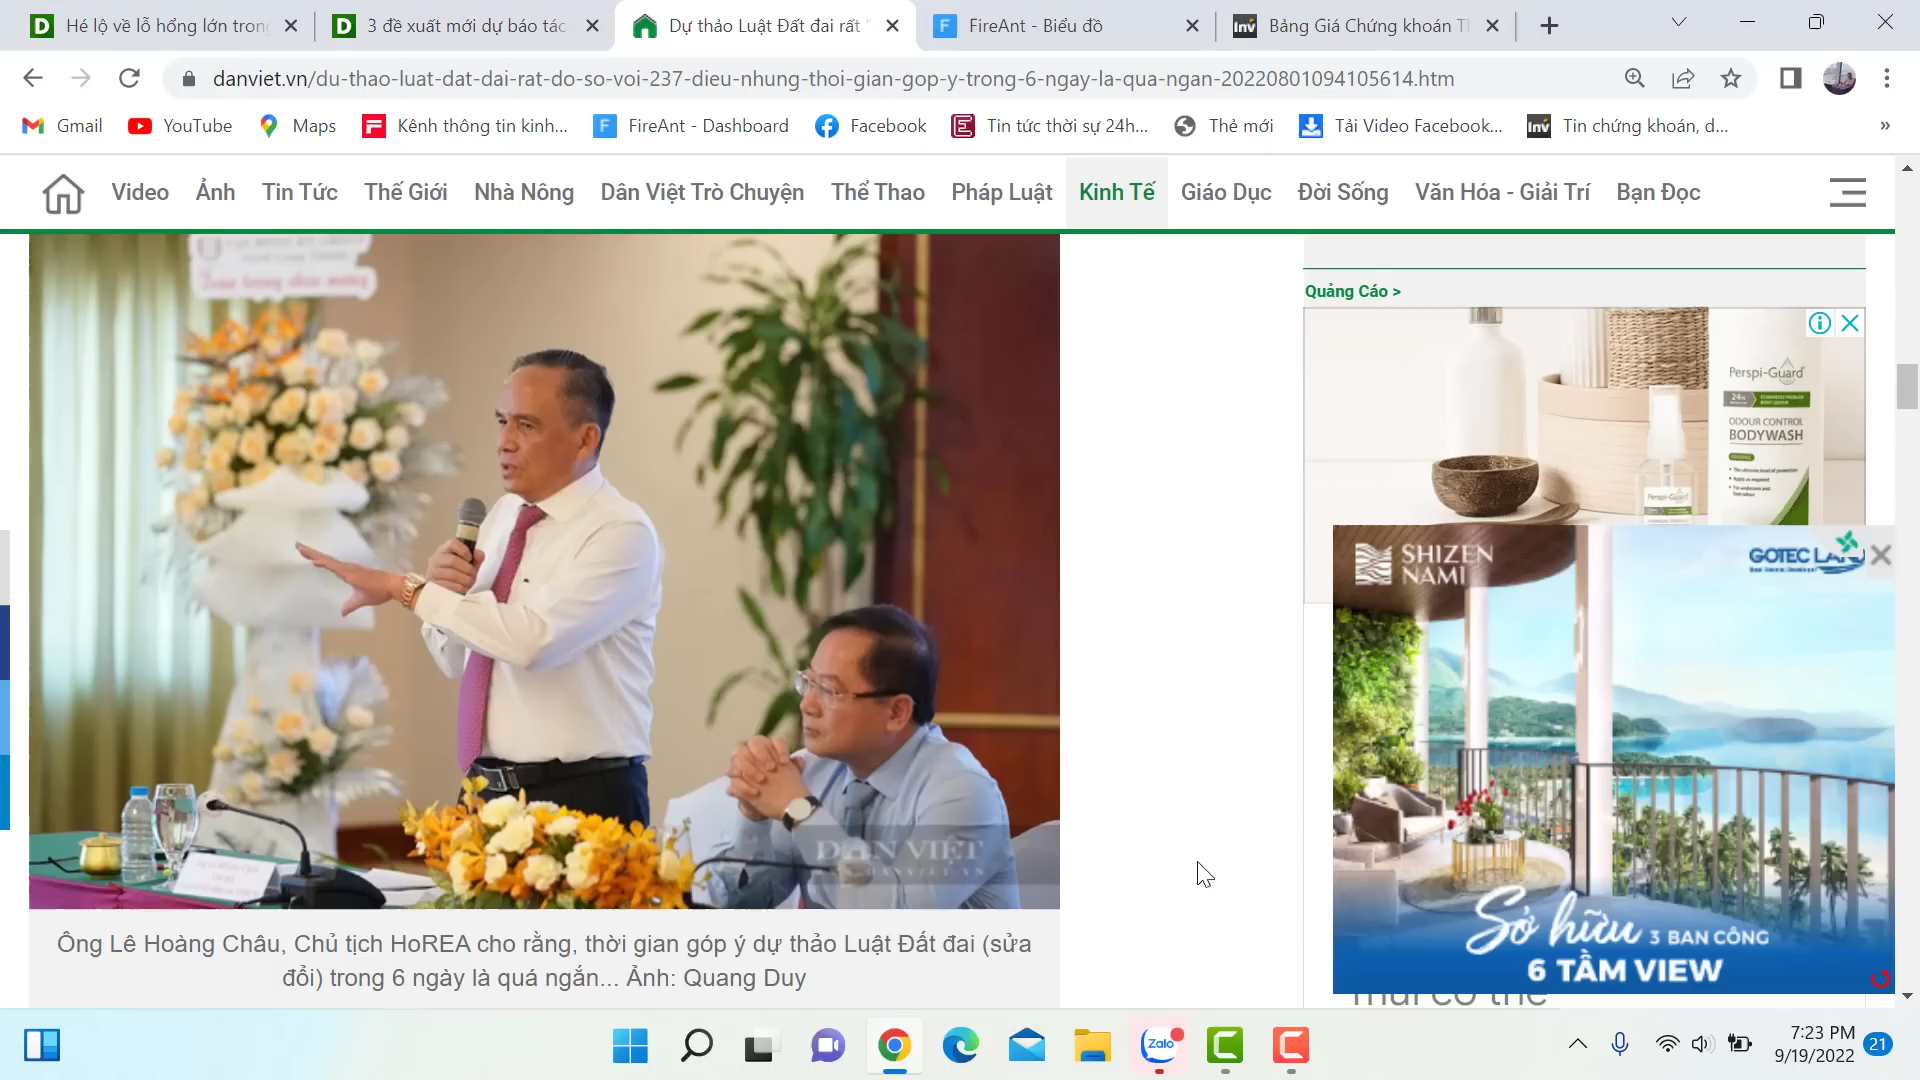 Hé lộ về lỗ hổng lớn tron
3 đề xuất mới dự báo tác
Dự thảo Luật Đất đai rất "
FireAnt - Biểu đồ
Bảng Giá Chứng khoán T
danviet.vn/du-thao-luat-dat-dai-rat-do-so-voi-237-dieu-nhung-thoi-gian-gop-y-trong-6-ngay-la-qua-ngan-20220801094105614.htm
Gmail
YouTube
Maps
Kênh thông tin kinh...
FireAnt - Dashboard
Facebook
Tin tức thời sự 24h...
Thẻ mới
Tải Video Facebook...
Inv
Tin chứng khoán, d...
Video
Ảnh
Tin Tức
Thế Giới
Nhà Nông
Dân Việt Trò Chuyện
Thể Thao
Pháp Luật
Kinh Tế
Giáo Dục
Đời Sống
Văn Hóa - Giải Trí
Bạn Đọc
Quảng Cáo >
Perspi-Guard
ODOUR CONTROL
BODYWASH
Perspi-Guard
SHIZEN
NAMI
GOTEC LAND
Sở hữu 3 BAN CÔNG
6 TẦM VIEW
DÂN VIỆT
Ông Lê Hoàng Châu, Chủ tịch HoREA cho rằng, thời gian góp ý dự thảo Luật Đất đai (sửa
đổi) trong 6 ngày là quá ngắn... Ảnh: Quang Duy
Zalo
7:23 PM
9/19/2022
21